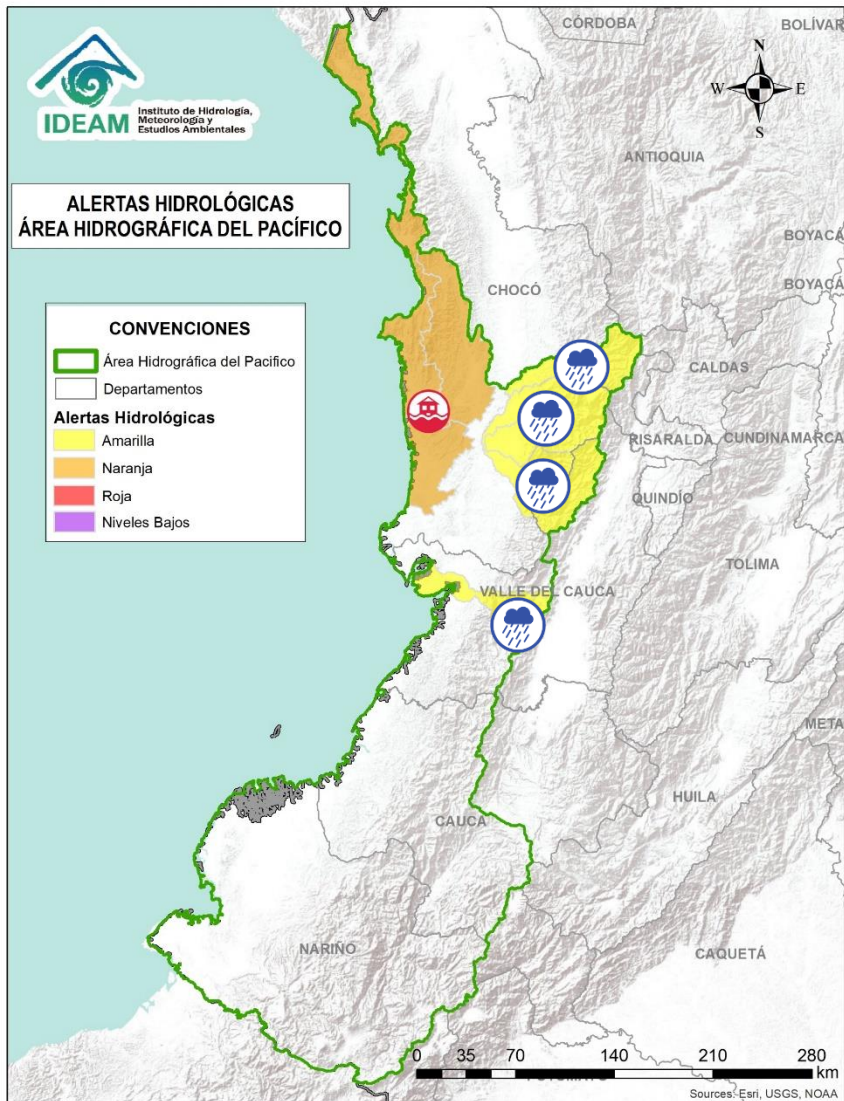 IDEAM
Instituto de Hidrología,
Meteorología y
Estudios Ambientales
ALERTAS HIDROLÓGICAS
ÁREA HIDROGRÁFICA DEL PACÍFICO
CONVENCIONES
Área Hidrográfica del Pacifico
Departamentos
Alertas Hidrológicas
Amarilla
Naranja
Roja
Niveles Bajos
N
W
E
S
CÓRDOBA
BOLÍVAR
ANTIOQUIA
BOYACÁ
BOYACÁ
CHOCÓ
CALDAS
RISARALDA
CUNDINAMARCA
QUINDÍO
TOLIMA
VALLE DEL CAUCA
META
HUILA
CAUCA
NARIÑO
CAQUETÁ
0 35 70 140 210 280
km
Sources: Esri, USGS, NOAA